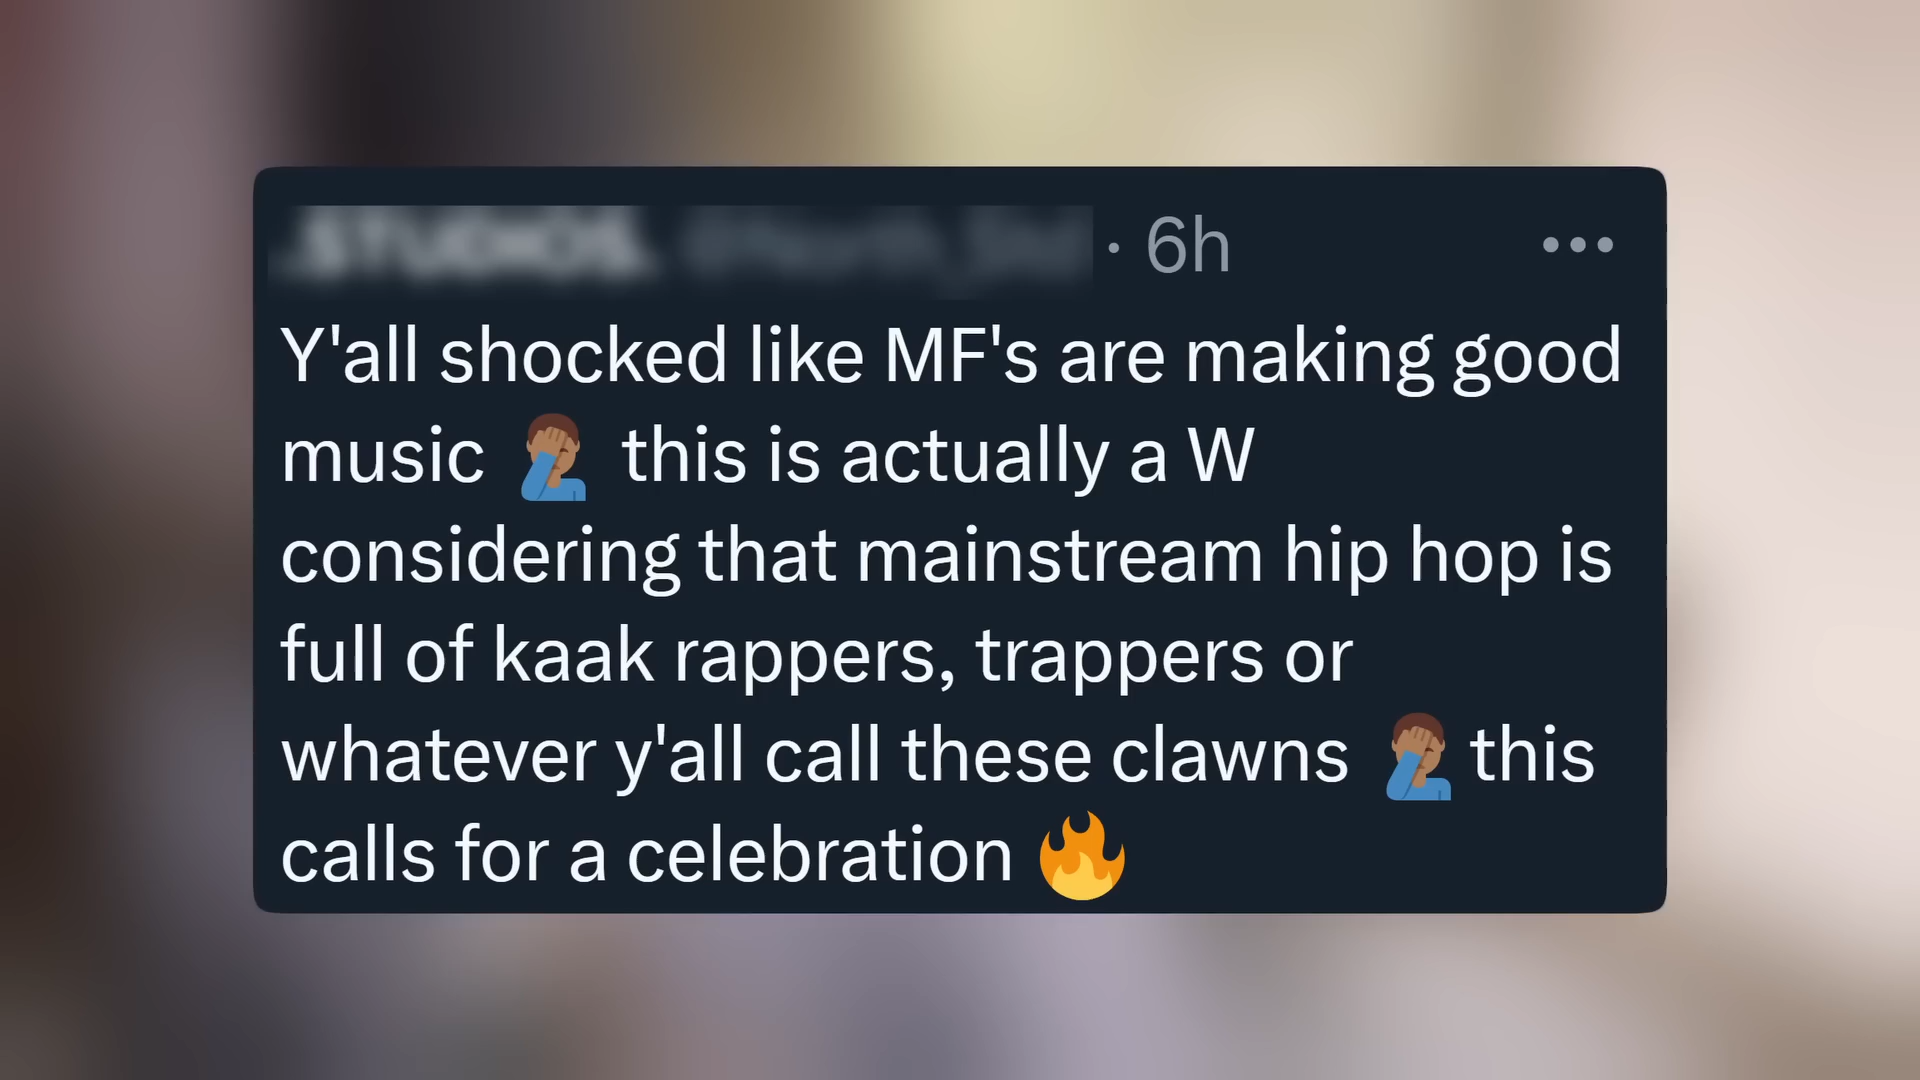 · 6h
Y'all shocked like MF's are making good
music 🤦🏽‍♂️ this is actually a W
considering that mainstream hip hop is
full of kaak rappers, trappers or
whatever y'all call these clawns 🤦🏽‍♂️ this
calls for a celebration 🔥